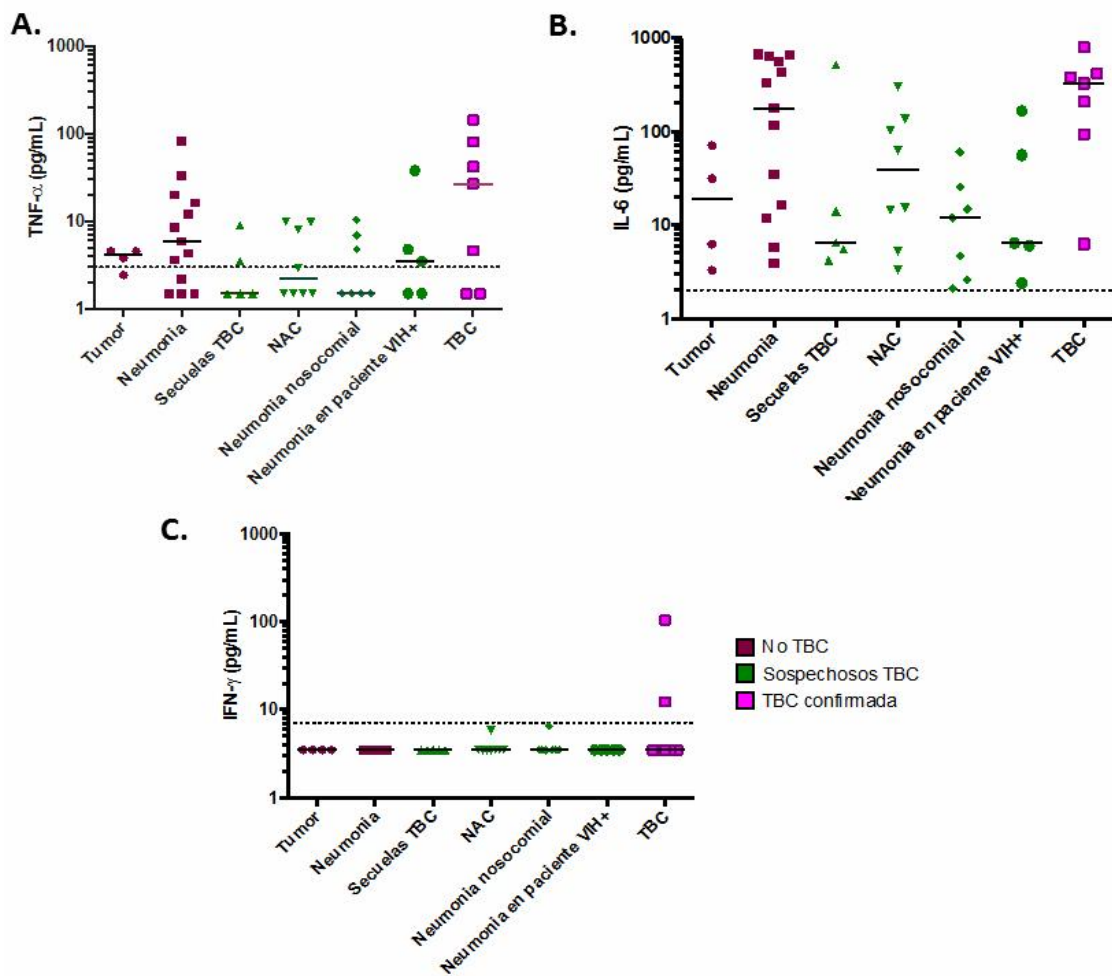 A.
TNF-α (pg/mL)
1000
100
10
1
Tumor
Neumonia
Secuelas TBC
NAC
Neumonia nosocomial
Neumonia en paciente VIH+
TBC
B.
IL-6 (pg/mL)
1000
100
10
1
Tumor
Neumonia
Secuelas TBC
NAC
Neumonia nosocomial
Neumonia en paciente VIH+
TBC
C.
IFN-γ (pg/mL)
1000
100
10
1
Tumor
Neumonia
Secuelas TBC
NAC
Neumonia nosocomial
Neumonia en paciente VIH+
TBC
No TBC
Sospechosos TBC
TBC confirmada